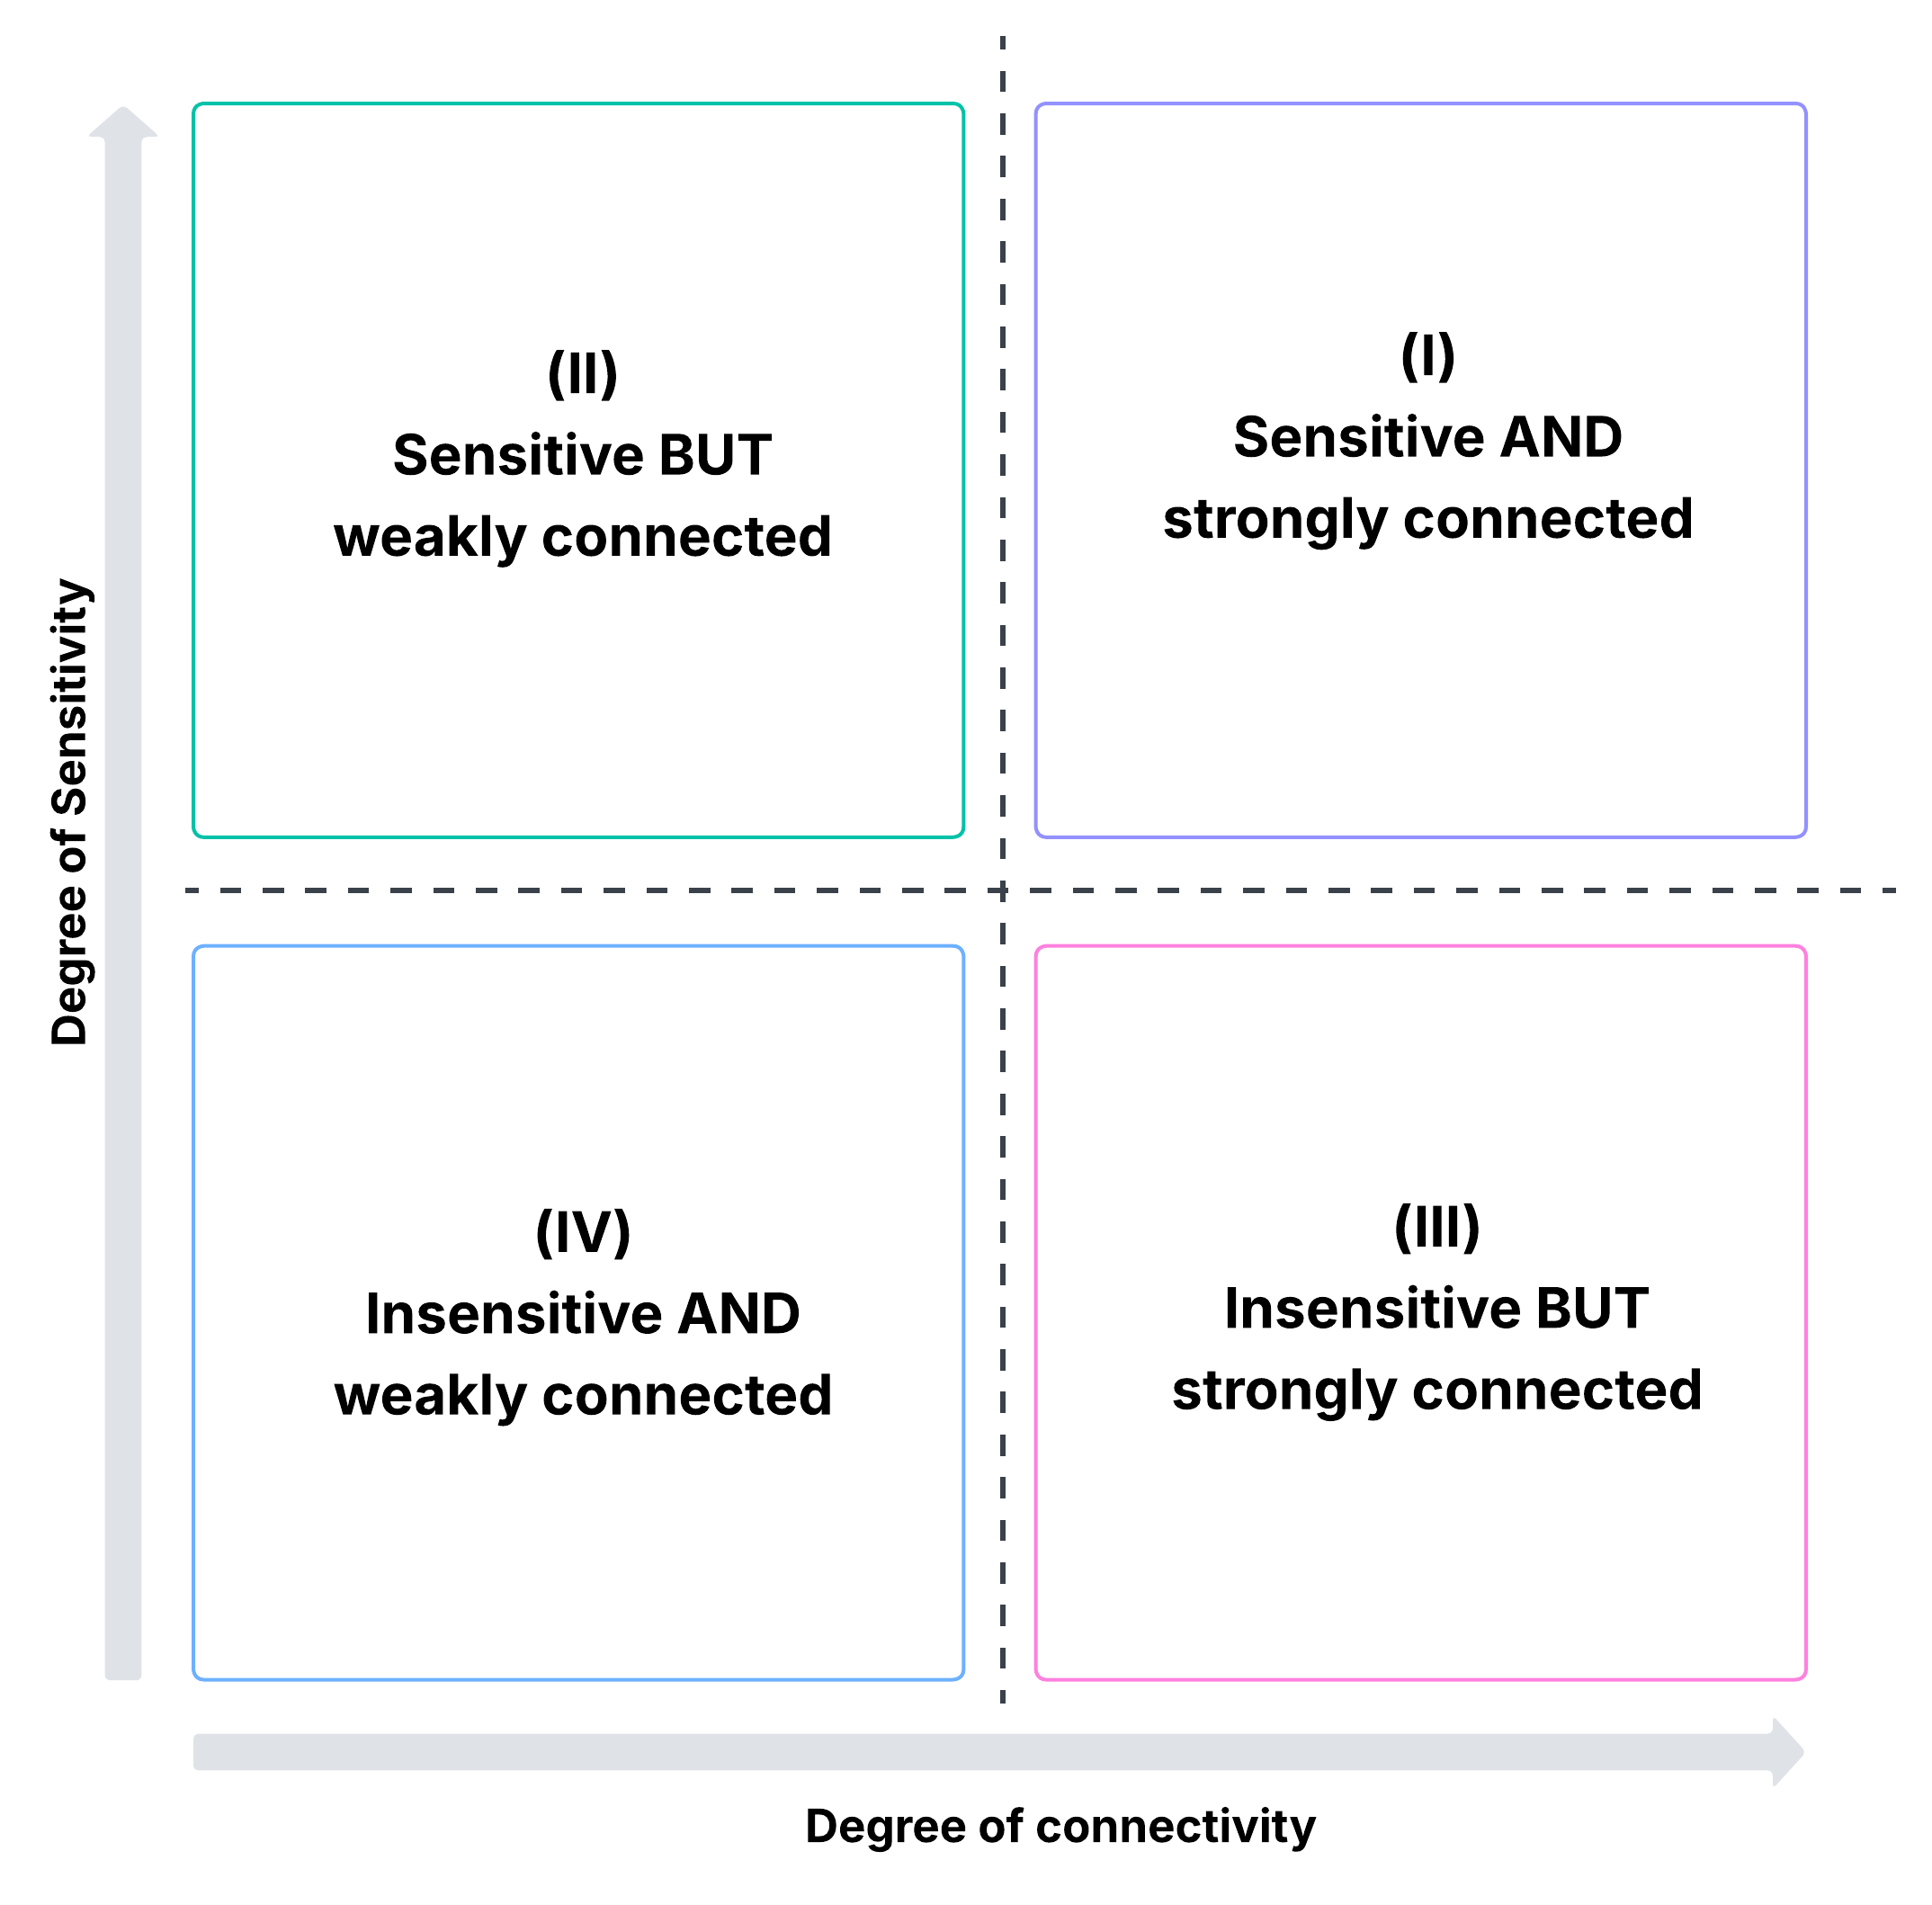 (II)
Sensitive BUT
weakly connected
(I)
Sensitive AND
strongly connected
Degree of Sensitivity
(IV)
Insensitive AND
weakly connected
(III)
Insensitive BUT
strongly connected
Degree of connectivity